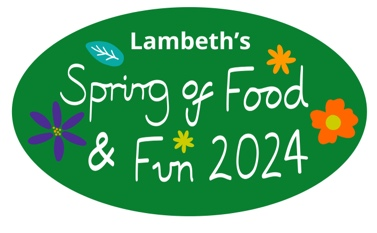 Lambeth's
Spring of Food
& Fun 2024